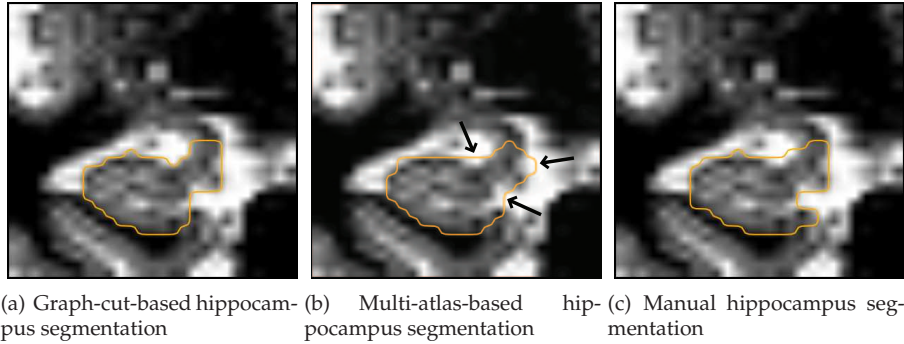 (a) Graph-cut-based hippocam-
pus segmentation
(b) Multi-atlas-based hip-
pocampus segmentation
(c) Manual hippocampus seg-
mentation